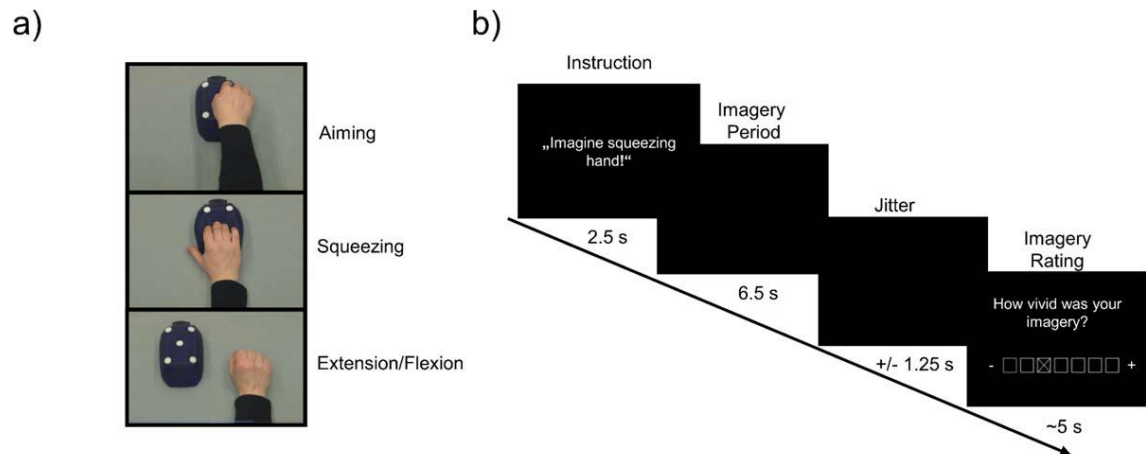 a)
Aiming
Squeezing
Extension/Flexion
b)
Instruction
„Imagine squeezing
hand!“
2.5 s
Imagery
Period
6.5 s
Jitter
+/- 1.25 s
Imagery
Rating
How vivid was your
imagery?
- +
~5 s